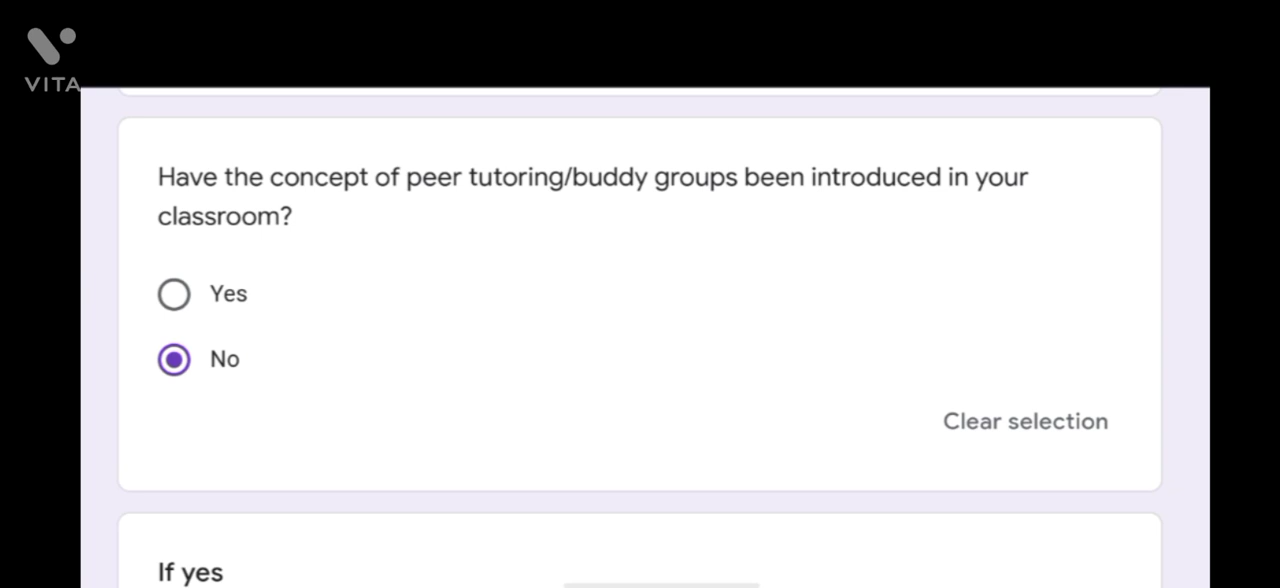 VITA
Have the concept of peer tutoring/buddy groups been introduced in your
classroom?
Yes
No
Clear selection
If yes